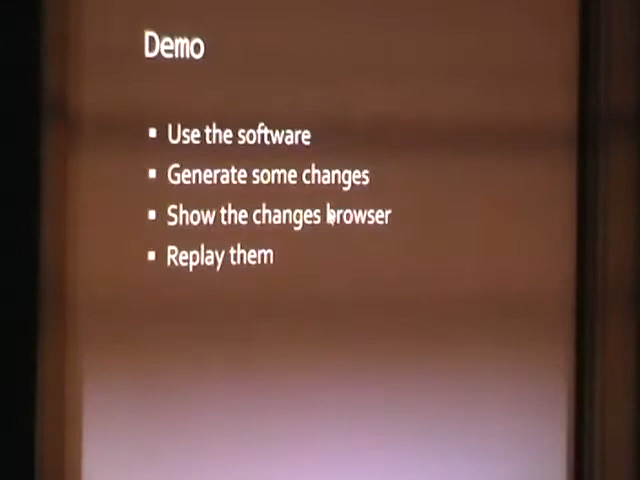 Demo
▪ Use the software
▪ Generate some changes
▪ Show the changes browser
▪ Replay them